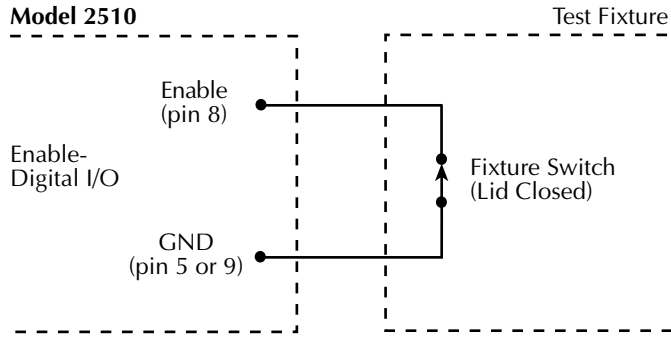 Model 2510
Test Fixture
Enable
(pin 8)
Enable-
Digital I/O
Fixture Switch
(Lid Closed)
GND
(pin 5 or 9)